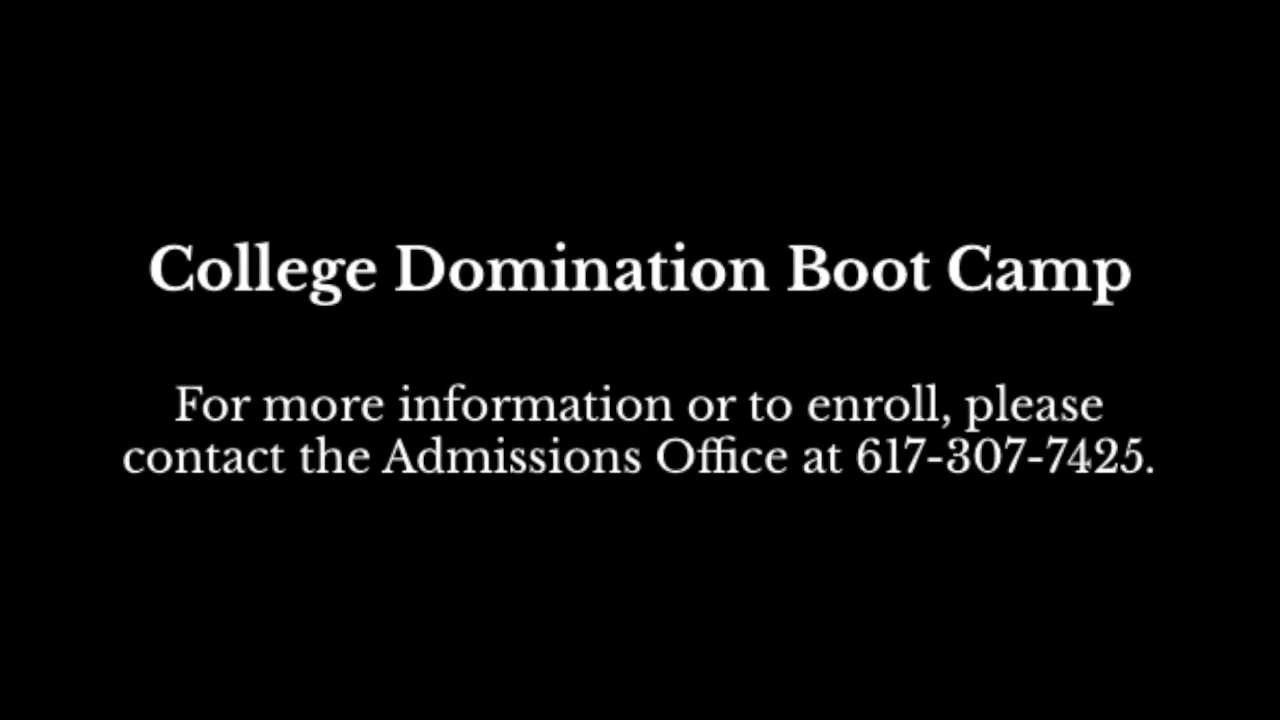 College Domination Boot Camp
For more information or to enroll, please
contact the Admissions Office at 617-307-7425.